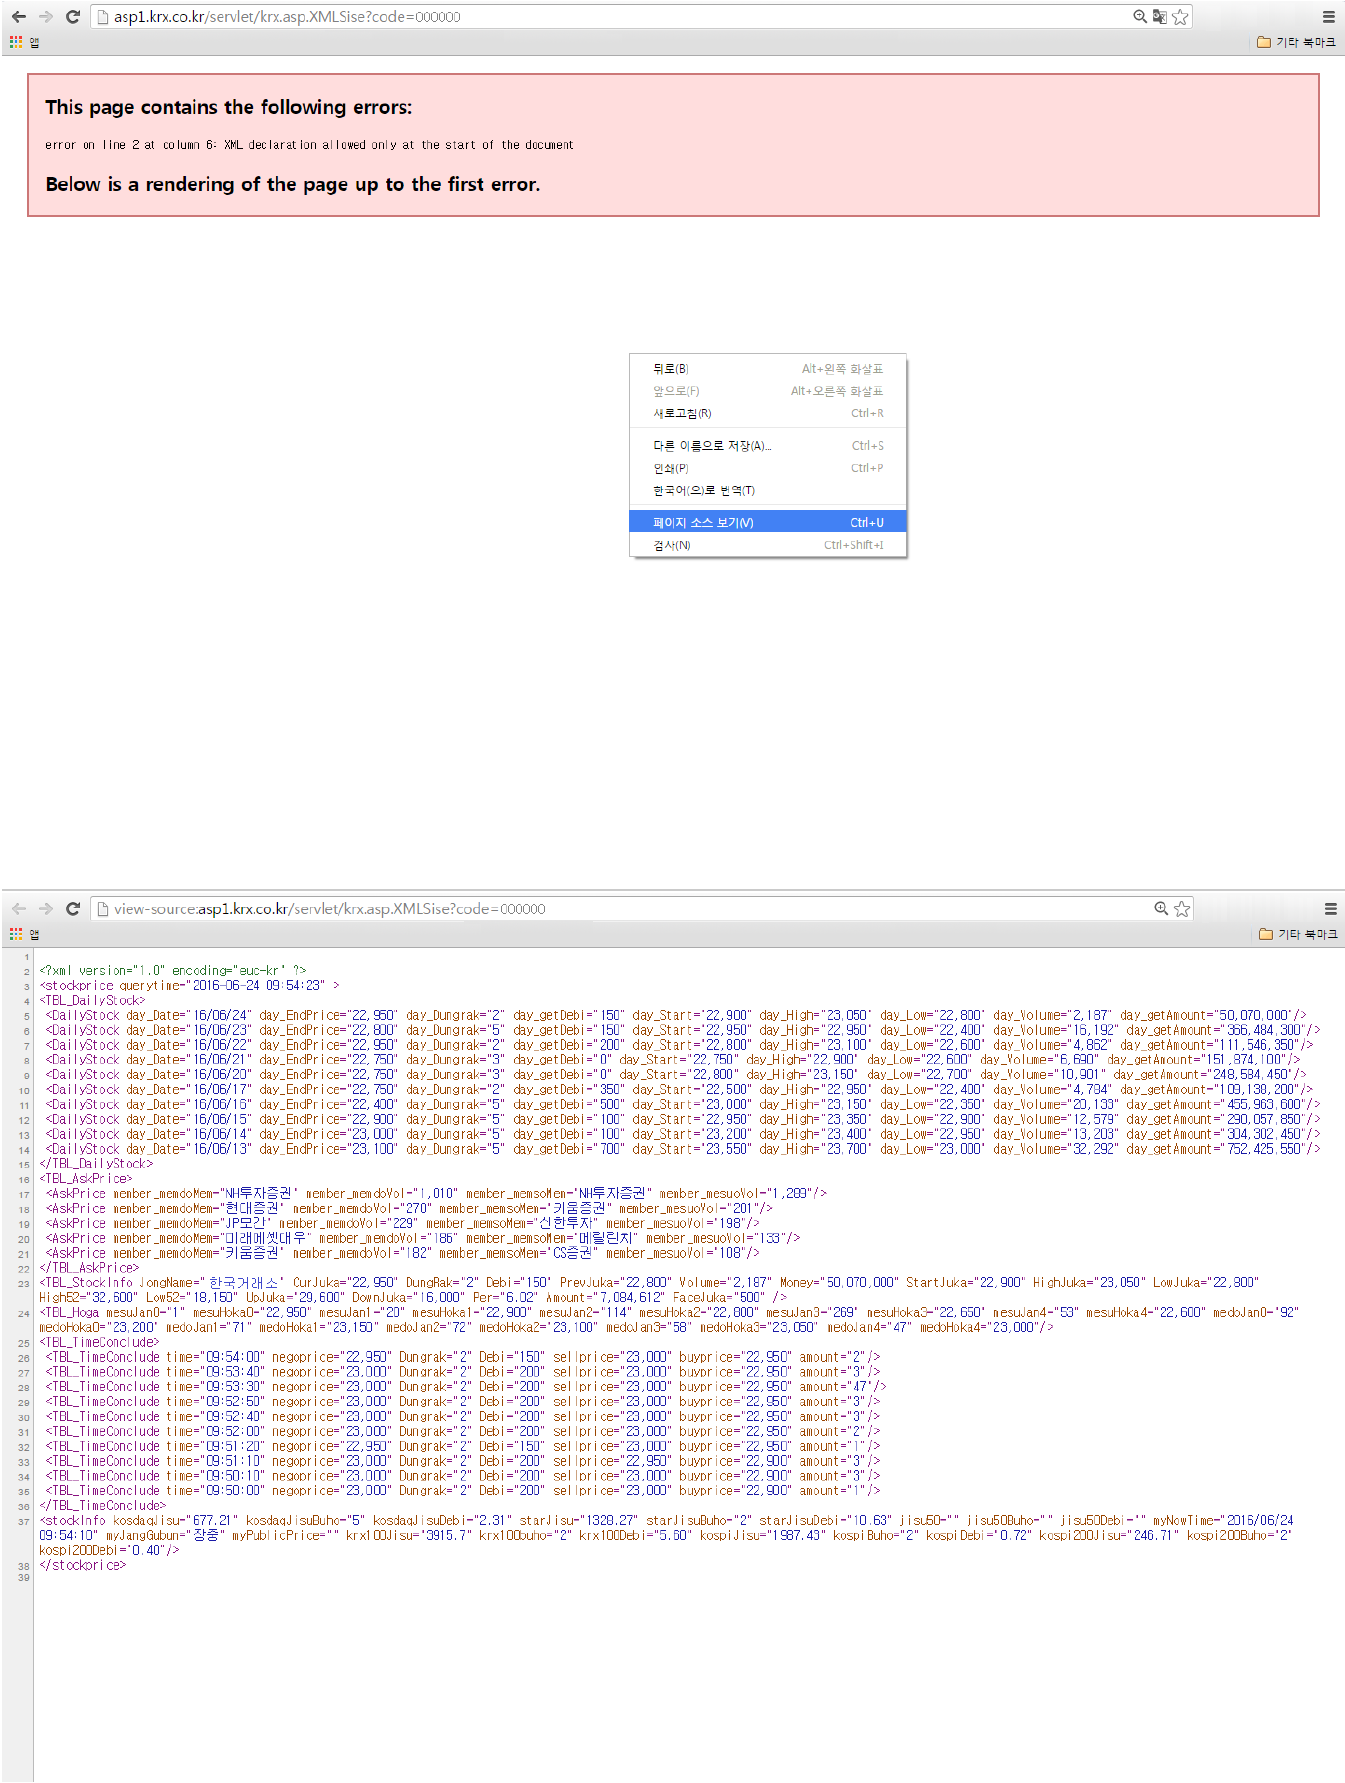 asp1.krx.co.kr/servlet/krx.asp.XMLSise?code=000000
앱
기타 북마크
This page contains the following errors:
error on line 2 at column 6: XML declaration allowed only at the start of the document
Below is a rendering of the page up to the first error.
뒤로(B) Alt+왼쪽 화살표
앞으로(F) Alt+오른쪽 화살표
새로고침(R) Ctrl+R
다른 이름으로 저장(A)... Ctrl+S
인쇄(P) Ctrl+P
한국어(으)로 번역(T)
페이지 소스 보기(V) Ctrl+U
검사(N) Ctrl+Shift+I
view-source:asp1.krx.co.kr/servlet/krx.asp.XMLSise?code=000000
앱
기타 북마크
1
2 <?xml version="1.0" encoding="euc-kr" ?>
3 <stockprice querytime="2016-06-24 09:54:23" >
4 <TBL_DailyStock>
5 <DailyStock day_Date="16/06/24" day_EndPrice="22,950" day_Dungrak="2" day_getDebi="150" day_Start="22,900" day_High="23,050" day_Low="22,800" day_Volume="2,187" day_getAmount="50,070,000"/>
6 <DailyStock day_Date="16/06/23" day_EndPrice="22,800" day_Dungrak="5" day_getDebi="150" day_Start="22,950" day_High="22,950" day_Low="22,400" day_Volume="16,192" day_getAmount="366,484,300"/>
7 <DailyStock day_Date="16/06/22" day_EndPrice="22,950" day_Dungrak="2" day_getDebi="200" day_Start="22,800" day_High="23,100" day_Low="22,600" day_Volume="4,862" day_getAmount="111,546,350"/>
8 <DailyStock day_Date="16/06/21" day_EndPrice="22,750" day_Dungrak="3" day_getDebi="0" day_Start="22,750" day_High="22,900" day_Low="22,600" day_Volume="6,690" day_getAmount="151,874,100"/>
9 <DailyStock day_Date="16/06/20" day_EndPrice="22,750" day_Dungrak="3" day_getDebi="0" day_Start="22,800" day_High="23,150" day_Low="22,700" day_Volume="10,901" day_getAmount="248,584,450"/>
10 <DailyStock day_Date="16/06/17" day_EndPrice="22,750" day_Dungrak="2" day_getDebi="350" day_Start="22,500" day_High="22,950" day_Low="22,400" day_Volume="4,784" day_getAmount="109,138,200"/>
11 <DailyStock day_Date="16/06/16" day_EndPrice="22,400" day_Dungrak="5" day_getDebi="500" day_Start="23,000" day_High="23,150" day_Low="22,350" day_Volume="20,133" day_getAmount="455,963,600"/>
12 <DailyStock day_Date="16/06/15" day_EndPrice="22,900" day_Dungrak="5" day_getDebi="100" day_Start="22,950" day_High="23,350" day_Low="22,950" day_Volume="12,579" day_getAmount="290,057,850"/>
13 <DailyStock day_Date="16/06/14" day_EndPrice="23,000" day_Dungrak="5" day_getDebi="100" day_Start="23,200" day_High="23,400" day_Low="22,950" day_Volume="13,203" day_getAmount="304,302,450"/>
14 <DailyStock day_Date="16/06/13" day_EndPrice="23,100" day_Dungrak="5" day_getDebi="700" day_Start="23,550" day_High="23,700" day_Low="23,000" day_Volume="32,292" day_getAmount="752,425,550"/>
15 </TBL_DailyStock>
16 <TBL_AskPrice>
17 <AskPrice member_memdoMem="NH투자증권" member_memdoVol="1,010" member_memsoMem="NH투자증권" member_mesuoVol="1,209"/>
18 <AskPrice member_memdoMem="현대증권" member_memdoVol="270" member_memsoMem="키움증권" member_mesuoVol="201"/>
19 <AskPrice member_memdoMem="JP모간" member_memdoVol="229" member_memsoMem="신한투자" member_mesuoVol="198"/>
20 <AskPrice member_memdoMem="미래에셋대우" member_memdoVol="186" member_memsoMem="메릴린치" member_mesuoVol="133"/>
21 <AskPrice member_memdoMem="키움증권" member_memdoVol="182" member_memsoMem="CS증권" member_mesuoVol="108"/>
22 </TBL_AskPrice>
23 <TBL_StockInfo JongName="한국거래소" CurJuka="22,950" DungRak="2" Debi="150" PrevJuka="22,800" Volume="2,187" Money="50,070,000" StartJuka="22,900" HighJuka="23,050" LowJuka="22,800"
High52="32,600" Low52="18,150" UpJuka="29,600" DownJuka="16,000" Per="6.02" Amount="7,084,612" FaceJuka="500" />
24 <TBL_Hoga mesuJan0="1" mesuHoka0="22,950" mesuJan1="20" mesuHoka1="22,900" mesuJan2="114" mesuHoka2="22,800" mesuJan3="269" mesuHoka3="22,650" mesuJan4="53" mesuHoka4="22,600" medoJan0="92"
medoHoka0="23,200" medoJan1="71" medoHoka1="23,150" medoJan2="72" medoHoka2="23,100" medoJan3="58" medoHoka3="23,050" medoJan4="47" medoHoka4="23,000"/>
25 <TBL_TimeConclude>
26 <TBL_TimeConclude time="09:54:00" negoprice="22,950" Dungrak="2" Debi="150" sellprice="23,000" buyprice="22,950" amount="2"/>
27 <TBL_TimeConclude time="09:53:40" negoprice="23,000" Dungrak="2" Debi="200" sellprice="23,000" buyprice="22,950" amount="3"/>
28 <TBL_TimeConclude time="09:53:30" negoprice="23,000" Dungrak="2" Debi="200" sellprice="23,000" buyprice="22,950" amount="47"/>
29 <TBL_TimeConclude time="09:52:50" negoprice="23,000" Dungrak="2" Debi="200" sellprice="23,000" buyprice="22,950" amount="3"/>
30 <TBL_TimeConclude time="09:52:40" negoprice="23,000" Dungrak="2" Debi="200" sellprice="23,000" buyprice="22,950" amount="3"/>
31 <TBL_TimeConclude time="09:52:00" negoprice="23,000" Dungrak="2" Debi="200" sellprice="23,000" buyprice="22,950" amount="2"/>
32 <TBL_TimeConclude time="09:51:20" negoprice="22,950" Dungrak="2" Debi="150" sellprice="23,000" buyprice="22,950" amount="1"/>
33 <TBL_TimeConclude time="09:51:10" negoprice="23,000" Dungrak="2" Debi="200" sellprice="22,950" buyprice="22,900" amount="3"/>
34 <TBL_TimeConclude time="09:50:10" negoprice="23,000" Dungrak="2" Debi="200" sellprice="23,000" buyprice="22,900" amount="3"/>
35 <TBL_TimeConclude time="09:50:00" negoprice="23,000" Dungrak="2" Debi="200" sellprice="23,000" buyprice="22,900" amount="1"/>
36 </TBL_TimeConclude>
37 <stockInfo kosdaqJisu="677.21" kosdaqJisuBuho="5" kosdaqJisuDebi="2.31" starJisu="1328.27" starJisuBuho="2" starJisuDebi="10.63" jisu50="" jisu50Buho="" jisu50Debi="" myNowTime="2016/06/24
09:54:10" myJangGubun="장중" myPublicPrice="" krx100Jisu="3915.7" krx100buho="2" krx100Debi="5.60" kospiJisu="1987.43" kospiBuho="2" kospiDebi="0.72" kospi200Jisu="246.71" kospi200Buho="2"
kospi200Debi="0.40"/>
38 </stockprice>
39